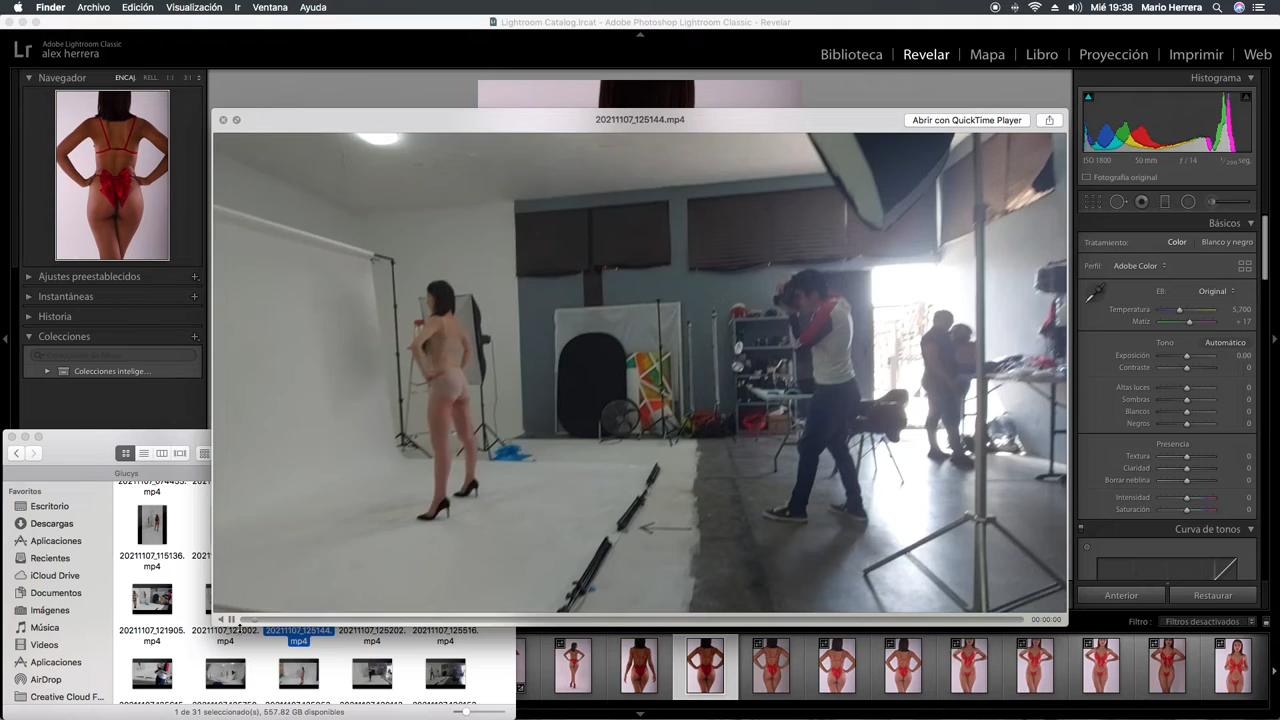 Finder Archivo Edición Visualización Ir Ventana Ayuda
Mié 19:38 Mario Herrera
Lightroom Catalog.lrcat - Adobe Photoshop Lightroom Classic - Revelar
Lr Adobe Lightroom Classic
alex herrera
Biblioteca | Revelar | Mapa | Libro | Proyección | Imprimir | Web
Navegador ENCAJ. RELL. 1:1 3:1
Histograma
20211107_125144.mp4
Abrir con QuickTime Player
ISO 1800 50 mm ƒ / 14 1/200 seg.
Fotografía original
Básicos
Tratamiento: Color Blanco y negro
Perfil: Adobe Color
EB: Original
Temperatura 5,700
Matiz + 17
Tono Automático
Exposición 0.00
Contraste 0
Altas luces 0
Sombras 0
Blancos 0
Negros 0
Presencia
Textura 0
Claridad 0
Borrar neblina 0
Intensidad 0
Saturación 0
Curva de tonos
Anterior Restaurar
Ajustes preestablecidos
Instantáneas
Historia
Colecciones
Colecciones intelige...
Glucys
Favoritos
Escritorio
Descargas
Aplicaciones
Recientes
iCloud Drive
Documentos
Imágenes
Música
Videos
Aplicaciones
AirDrop
Creative Cloud F...
20211107_115136.
mp4
20211107_121905.
mp4
20211107_125144.
mp4
20211107_125202.
mp4
20211107_125516.
mp4
00:00:00
Filtro : Filtros desactivados
1 de 31 seleccionado(s), 557.82 GB disponibles